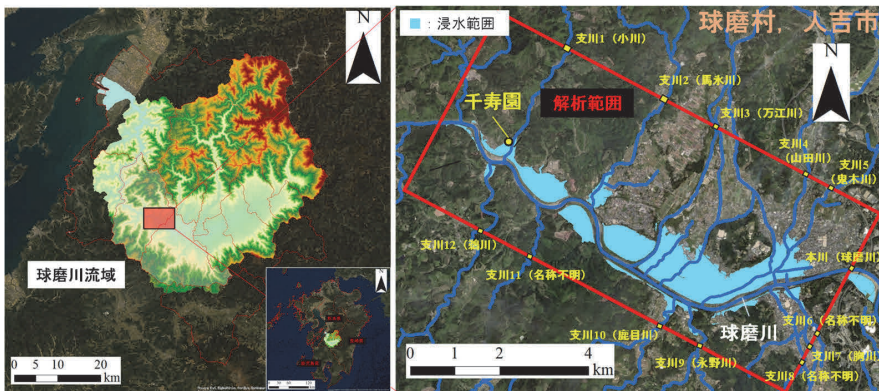 N
球磨川流域
0 5 10 20
km
N
■：浸水範囲
球磨村，人吉市
N
支川1（小川）
支川2（馬氷川）
千寿園
解析範囲
支川3（万江川）
支川4
（山田川）
支川5
（鬼木川）
支川12（鵜川）
支川11（名称不明）
本川（球磨川）
支川10（鹿目川）
球磨川
支川6
（名称不明）
支川9（永野川）
支川7（胸川）
支川8（名称不明）
0 1 2 4
km